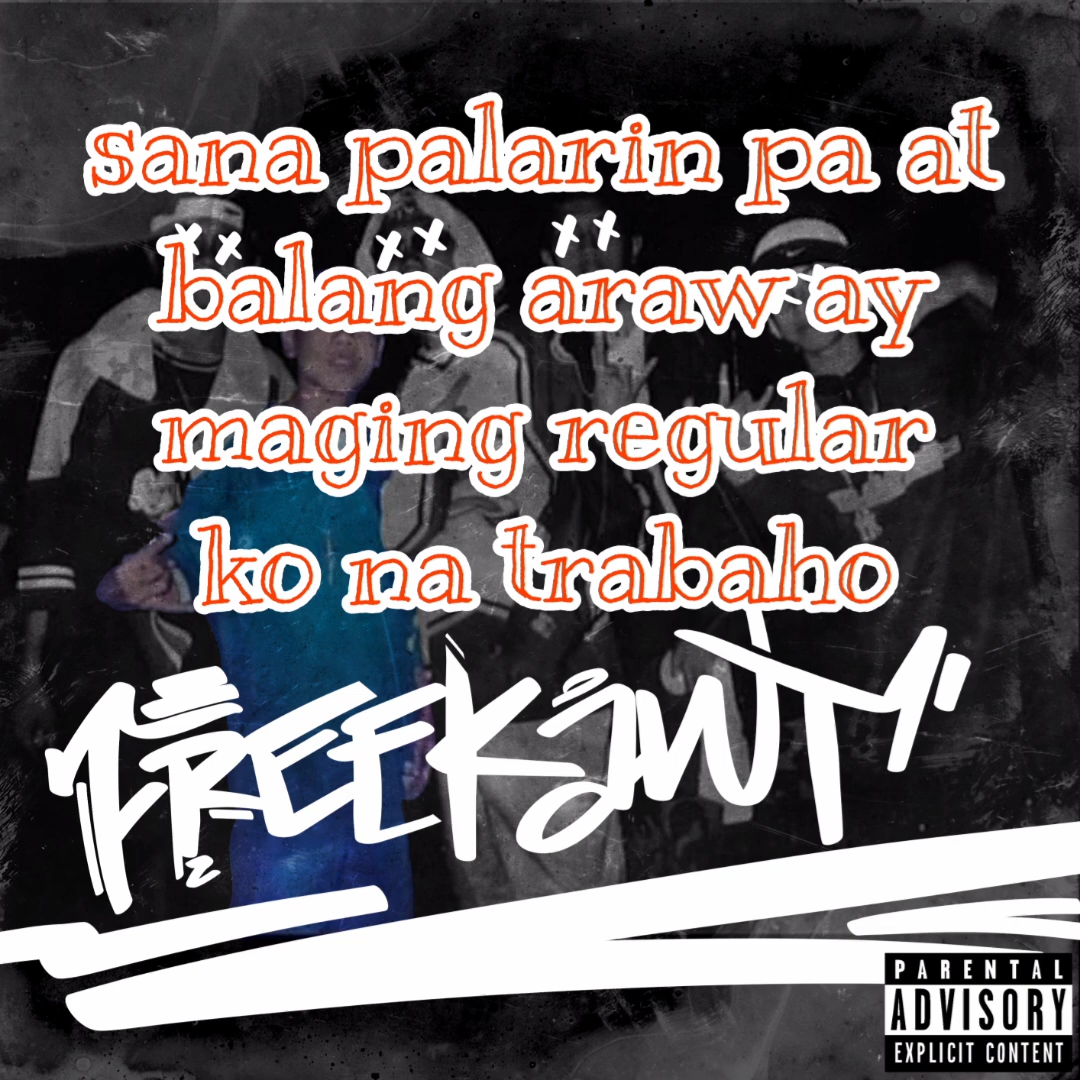 sana palarin pa at
balang araw ay
maging regular
ko na trabaho
FREEKAWTY
PARENTAL
ADVISORY
EXPLICIT CONTENT